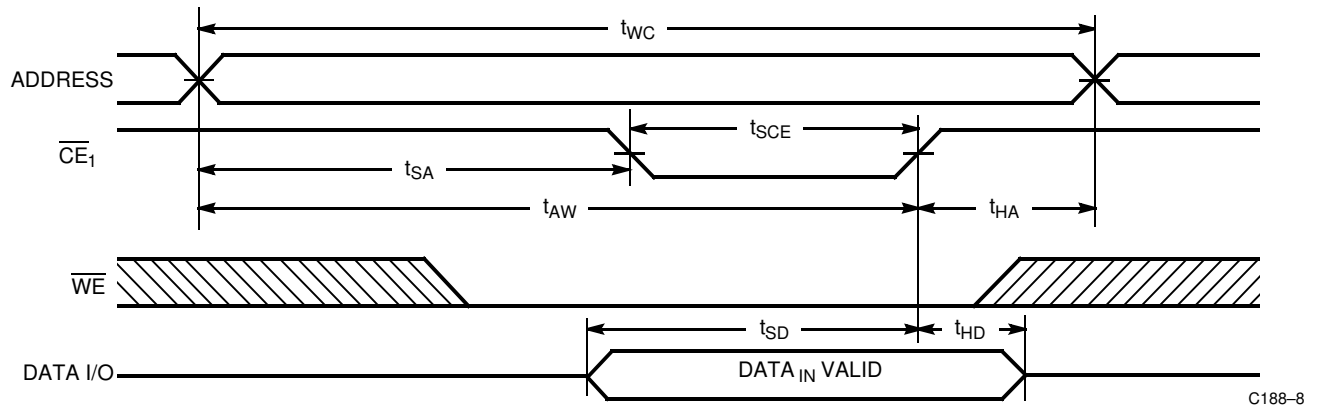 tWC
ADDRESS
tSCE
CE1
tSA
tAW
tHA
WE
tSD
tHD
DATA I/O
DATA IN VALID
C188–8